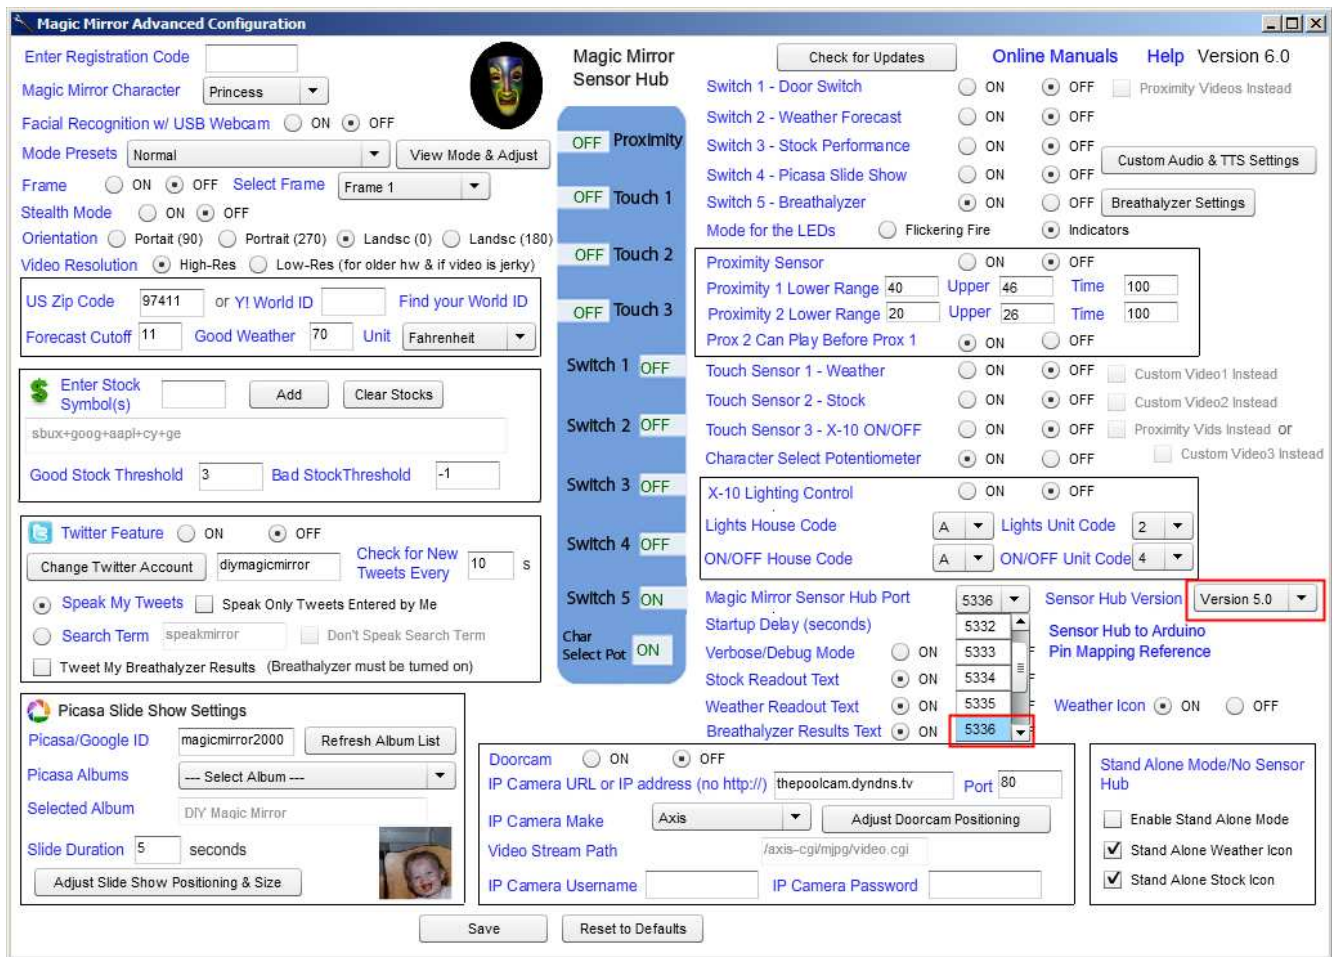 Magic Mirror Advanced Configuration
Enter Registration Code
Magic Mirror Character Princess
Facial Recognition w/ USB Webcam ON OFF
Mode Presets Normal View Mode & Adjust
Frame ON OFF Select Frame Frame 1
Stealth Mode ON OFF
Orientation Portait (90) Portrait (270) Landsc (0) Landsc (180)
Video Resolution High-Res Low-Res (for older hw & if video is jerky)
US Zip Code 97411 or Y! World ID Find your World ID
Forecast Cutoff 11 Good Weather 70 Unit Fahrenheit
$ Enter Stock
Symbol(s) Add Clear Stocks
sbux+goog+aapl+cy+ge
Good Stock Threshold 3 Bad StockThreshold -1
Twitter Feature ON OFF
Change Twitter Account diymagicmirror Check for New
Tweets Every 10 s
Speak My Tweets Speak Only Tweets Entered by Me
Search Term speakmirror Don't Speak Search Term
Tweet My Breathalyzer Results (Breathalyzer must be turned on)
Picasa Slide Show Settings
Picasa/Google ID magicmirror2000 Refresh Album List
Picasa Albums --- Select Album ---
Selected Album DIY Magic Mirror
Slide Duration 5 seconds
Adjust Slide Show Positioning & Size
Magic Mirror
Sensor Hub
OFF Proximity
OFF Touch 1
OFF Touch 2
OFF Touch 3
Switch 1 OFF
Switch 2 OFF
Switch 3 OFF
Switch 4 OFF
Switch 5 ON
Char
Select Pot ON
Check for Updates Online Manuals Help Version 6.0
Switch 1 - Door Switch ON OFF Proximity Videos Instead
Switch 2 - Weather Forecast ON OFF
Switch 3 - Stock Performance ON OFF
Custom Audio & TTS Settings
Switch 4 - Picasa Slide Show ON OFF
Switch 5 - Breathalyzer ON OFF Breathalyzer Settings
Mode for the LEDs Flickering Fire Indicators
Proximity Sensor ON OFF
Proximity 1 Lower Range 40 Upper 46 Time 100
Proximity 2 Lower Range 20 Upper 26 Time 100
Prox 2 Can Play Before Prox 1 ON OFF
Touch Sensor 1 - Weather ON OFF Custom Video1 Instead
Touch Sensor 2 - Stock ON OFF Custom Video2 Instead
Touch Sensor 3 - X-10 ON/OFF ON OFF Proximity Vids Instead or
Character Select Potentiometer ON OFF Custom Video3 Instead
X-10 Lighting Control ON OFF
Lights House Code A Lights Unit Code 2
ON/OFF House Code A ON/OFF Unit Code 4
Magic Mirror Sensor Hub Port 5336 Sensor Hub Version Version 5.0
Startup Delay (seconds) 5332 Sensor Hub to Arduino
Verbose/Debug Mode ON 5333 Pin Mapping Reference
Stock Readout Text ON 5334
Weather Readout Text ON 5335 Weather Icon ON OFF
Breathalyzer Results Text ON 5336
Doorcam ON OFF
IP Camera URL or IP address (no http://) thepoolcam.dyndns.tv Port 80
IP Camera Make Axis Adjust Doorcam Positioning
Video Stream Path /axis-cgi/mjpg/video.cgi
IP Camera Username IP Camera Password
Stand Alone Mode/No Sensor
Hub
Enable Stand Alone Mode
Stand Alone Weather Icon
Stand Alone Stock Icon
Save Reset to Defaults